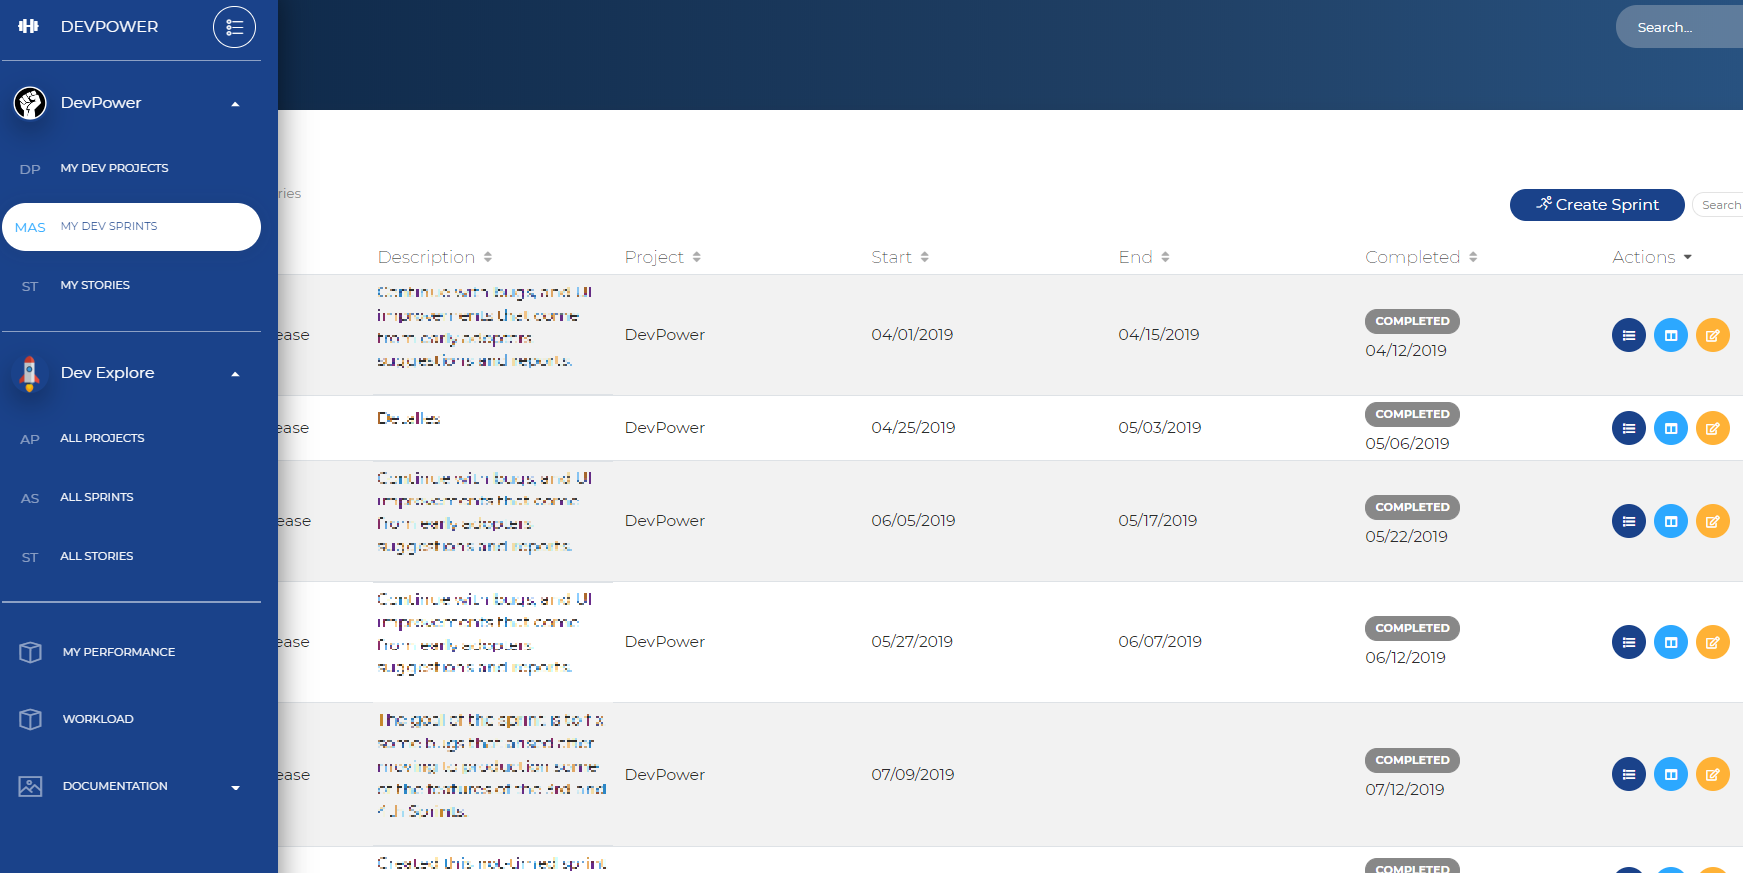 DEVPOWER
Search...
DevPower
DP MY DEV PROJECTS
MAS MY DEV SPRINTS
ST MY STORIES
Dev Explore
AP ALL PROJECTS
AS ALL SPRINTS
ST ALL STORIES
MY PERFORMANCE
WORKLOAD
DOCUMENTATION
ries
Create Sprint
Search
Description Project Start End Completed Actions
ease
Continue with bugs, and UI
improvements that come
from early adopters
suggestions and reports.
DevPower 04/01/2019 04/15/2019 COMPLETED
04/12/2019
ease
Detalles
DevPower 04/25/2019 05/03/2019 COMPLETED
05/06/2019
ease
Continue with bugs, and UI
improvements that come
from early adopters
suggestions and reports.
DevPower 06/05/2019 05/17/2019 COMPLETED
05/22/2019
ease
Continue with bugs, and UI
improvements that come
from early adopters
suggestions and reports.
DevPower 05/27/2019 06/07/2019 COMPLETED
06/12/2019
ease
The goal of the sprint is to fix
some bugs that after
moving to production some
of the features of the 3rd and
4th Sprints.
DevPower 07/09/2019 COMPLETED
07/12/2019
Created this not-timed sprint
COMPLETED